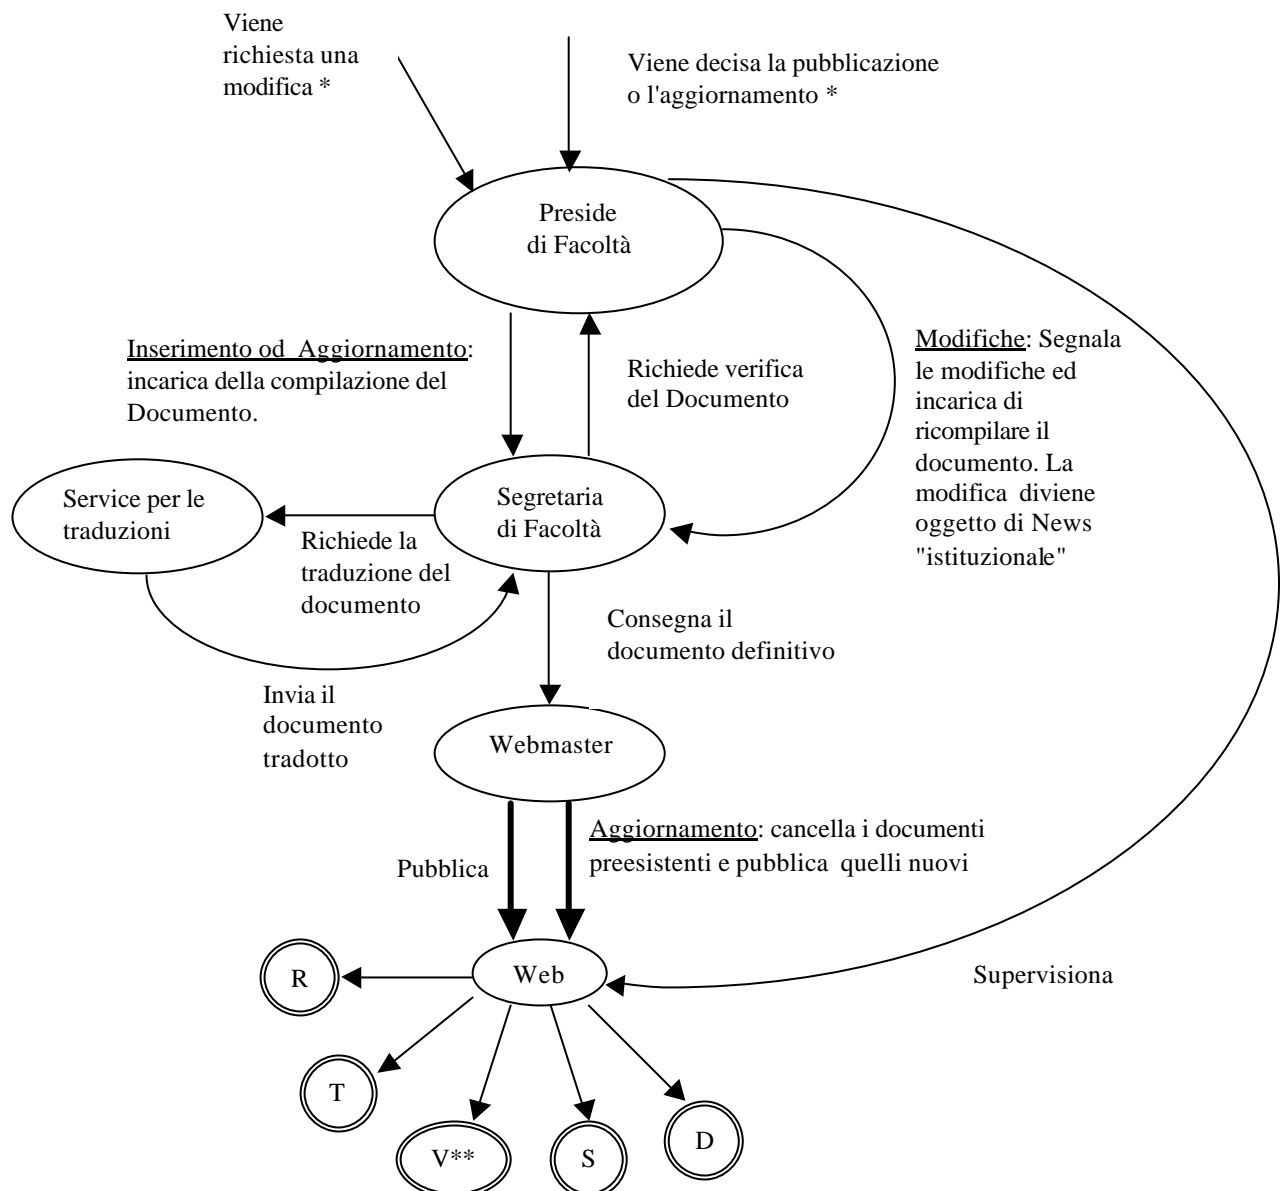 Viene
richiesta una
modifica *
Viene decisa la pubblicazione
o l'aggiornamento *
Preside
di Facoltà
Inserimento od Aggiornamento:
incarica della compilazione del
Documento.
Richiede verifica
del Documento
Modifiche: Segnala
le modifiche ed
incarica di
ricompilare il
documento. La
modifica diviene
oggetto di News
"istituzionale"
Service per le
traduzioni
Segretaria
di Facoltà
Richiede la
traduzione del
documento
Consegna il
documento definitivo
Invia il
documento
tradotto
Webmaster
Aggiornamento: cancella i documenti
preesistenti e pubblica quelli nuovi
Pubblica
Web
Supervisiona
R
T
V**
S
D